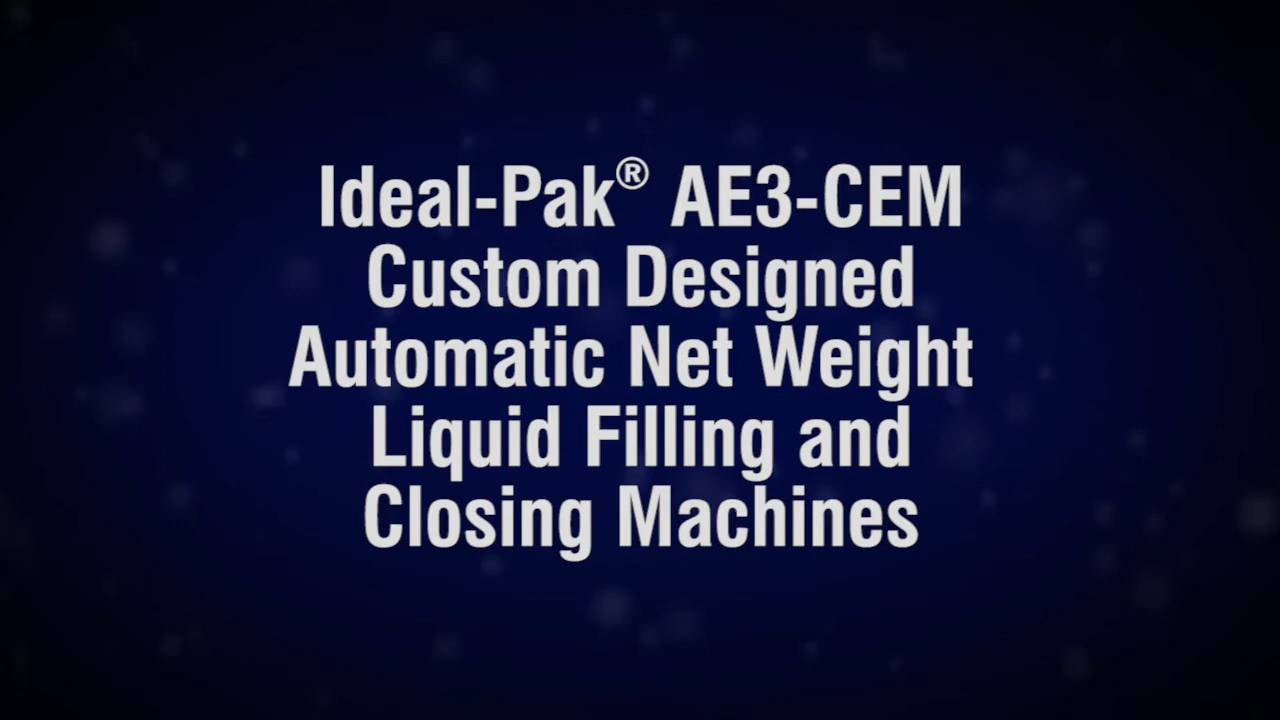 Ideal-Pak® AE3-CEM
Custom Designed
Automatic Net Weight
Liquid Filling and
Closing Machines